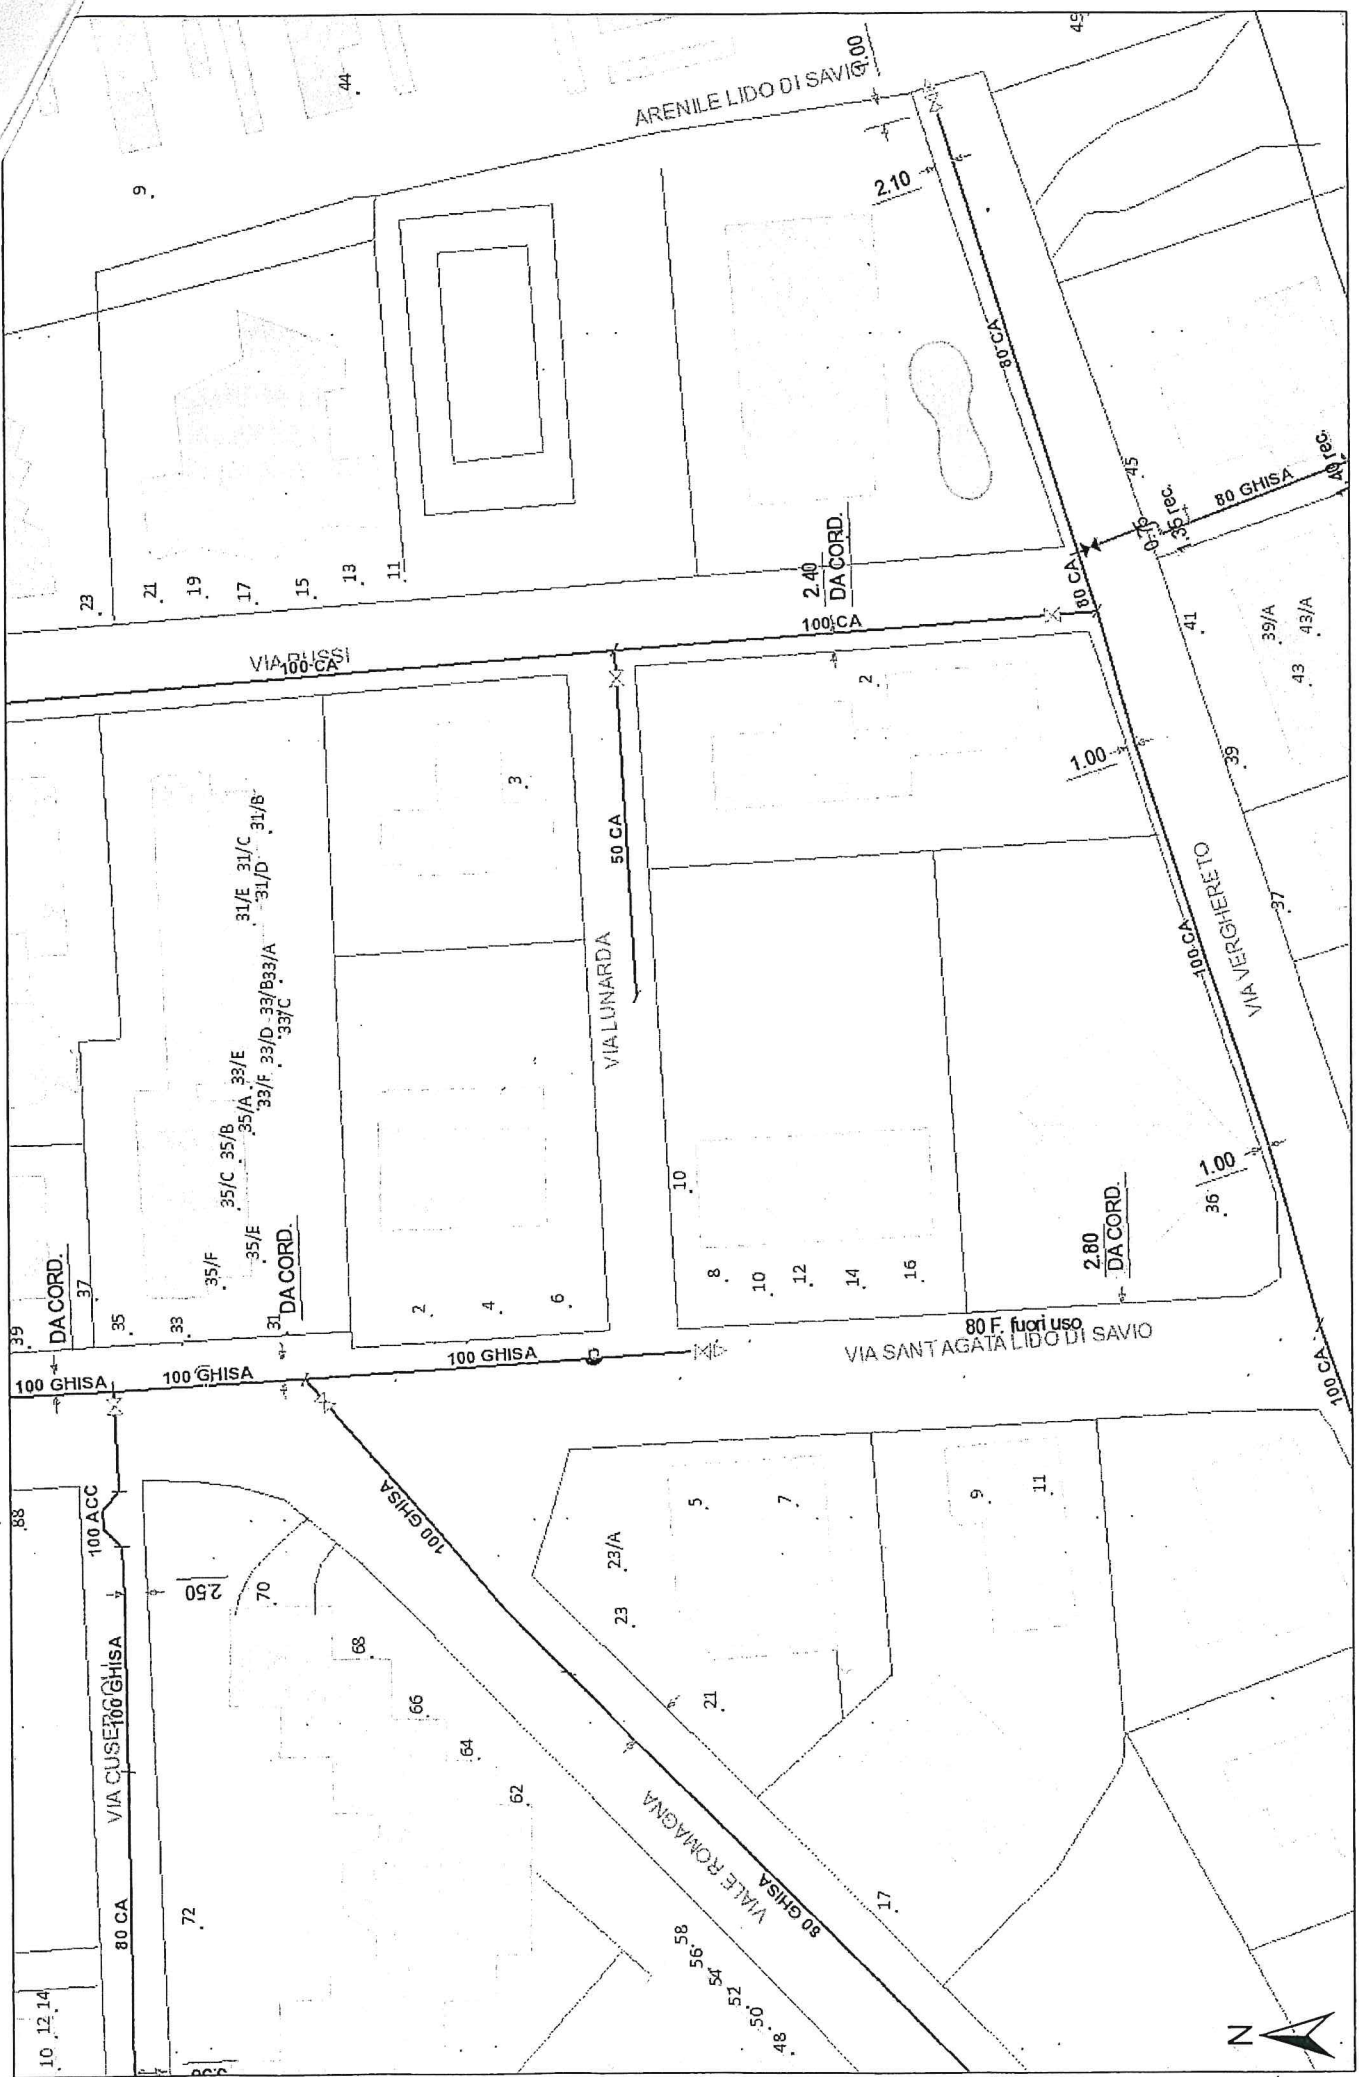 44
49
ARENILE LIDO DI SAVIO
1.00
9
2.10
80 CA
45
80 GHISA
40 rec.
0.75
1.35 rec.
23
21
19
17
15
13
11
2.40
DA CORD.
80 CA
100 CA
41
39/A
43/A
43
100 CA
2
3
1.00
39
31/B
31/C
31/D
31/E
50 CA
VIA VERGHERETO
100 CA
37
33/A
33/B
33/C
33/D
VIA LUNARDA
33/E
33/F
35/A
35/B
35/C
10
1.00
36
35/E
35/F
DA CORD.
DA CORD.
8
10
12
14
16
2.80
DA CORD.
37
39
35
33
31
2
4
6
80 F. fuori uso
VIA SANT AGATA LIDO DI SAVIO
100 GHISA
100 GHISA
100 GHISA
100 CA
88
100 ACC
100 GHISA
5
7
9
11
2.50
70
23/A
23
68
66
64
62
21
VIA CUSERCOLI
100 GHISA
80 CA
72
VIALE ROMAGNA
80 GHISA
17
58
56
54
52
50
48
10
12
14
N